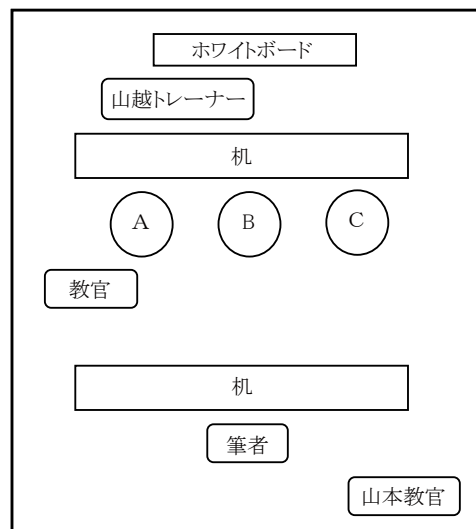 ホワイトボード
山越トレーナー
机
A B C
教官
机
筆者
山本教官